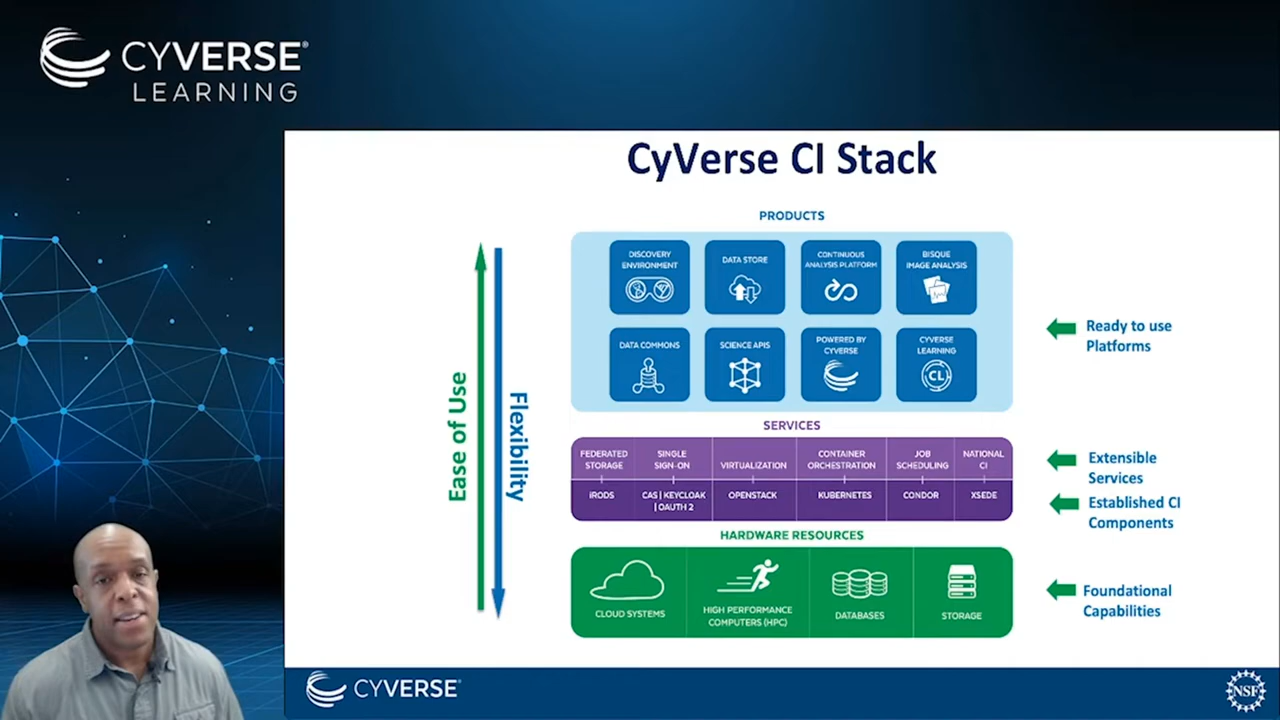 CYVERSE®
LEARNING
CyVerse CI Stack
PRODUCTS
DISCOVERY
ENVIRONMENT
DATA STORE
CONTINUOUS
ANALYSIS PLATFORM
BISQUE
IMAGE ANALYSIS
DATA COMMONS
SCIENCE APIS
POWERED BY
CYVERSE
CYVERSE
LEARNING
CL
Ready to use
Platforms
Ease of Use
Flexibility
SERVICES
FEDERATED
STORAGE
SINGLE
SIGN-ON
VIRTUALIZATION
CONTAINER
ORCHESTRATION
JOB
SCHEDULING
NATIONAL
CI
iRODS
CAS | KEYCLOAK
| OAUTH 2
OPENSTACK
KUBERNETES
CONDOR
XSEDE
Extensible
Services
Established CI
Components
HARDWARE RESOURCES
CLOUD SYSTEMS
HIGH PERFORMANCE
COMPUTERS (HPC)
DATABASES
STORAGE
Foundational
Capabilities
CYVERSE®
NSF